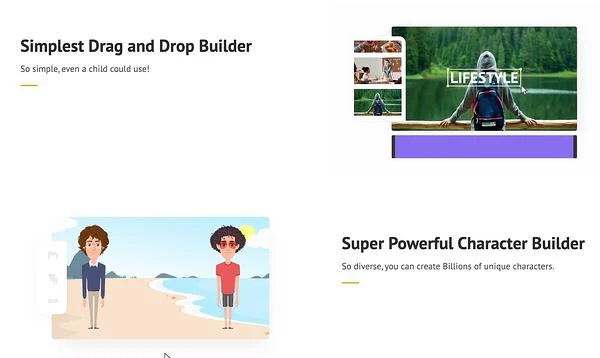 Simplest Drag and Drop Builder
So simple, even a child could use!
LIFESTYLE
Super Powerful Character Builder
So diverse, you can create Billions of unique characters.